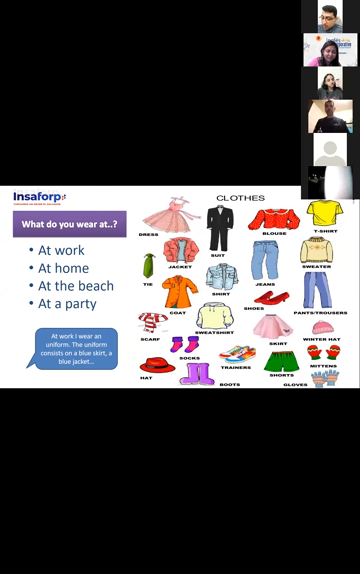 Insaforp
What do you wear at..?
• At work
• At home
• At the beach
• At a party
At work I wear an
uniform. The uniform
consists on a blue skirt, a
blue jacket...
CLOTHES
DRESS
SUIT
BLOUSE
T-SHIRT
JACKET
SWEATER
TIE
SHIRT
JEANS
COAT
SHOES
PANTS/TROUSERS
SCARF
SWEATSHIRT
SKIRT
WINTER HAT
SOCKS
TRAINERS
SHORTS
MITTENS
HAT
BOOTS
GLOVES